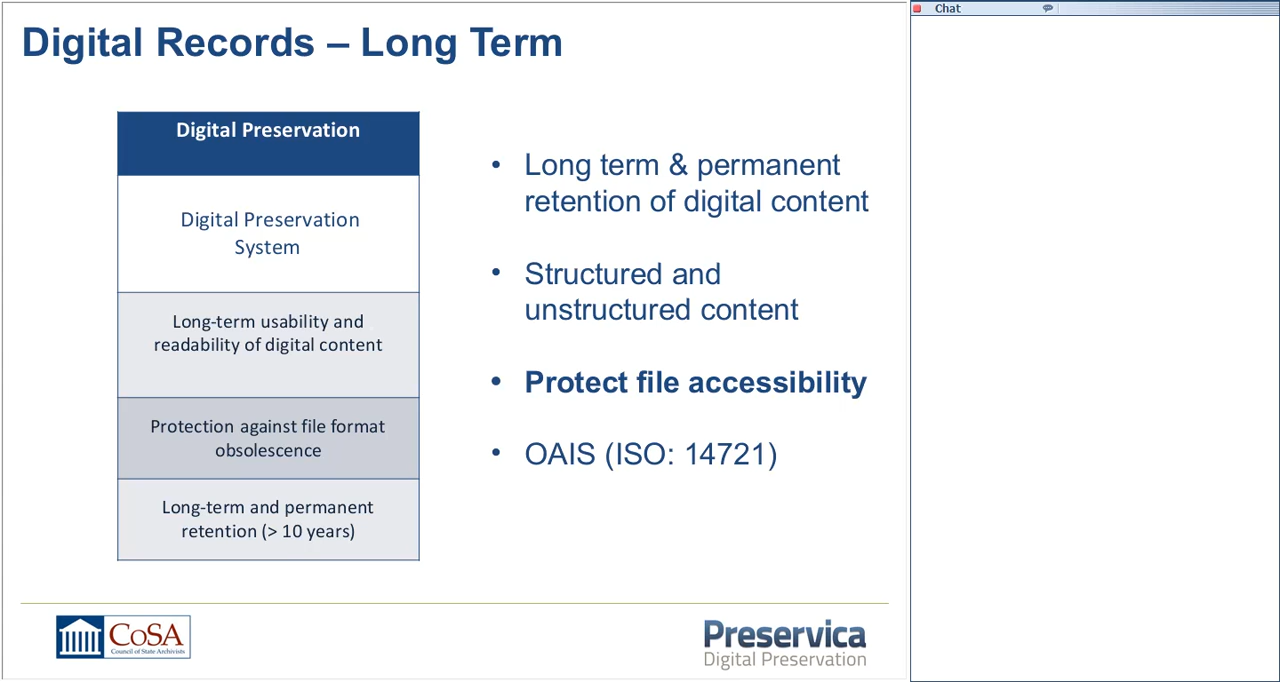 Digital Records – Long Term
Digital Preservation
Digital Preservation
System
Long-term usability and
readability of digital content
Protection against file format
obsolescence
Long-term and permanent
retention (> 10 years)
• Long term & permanent
retention of digital content
• Structured and
unstructured content
• Protect file accessibility
• OAIS (ISO: 14721)
CoSA
Council of State Archivists
Preservica
Digital Preservation
Chat